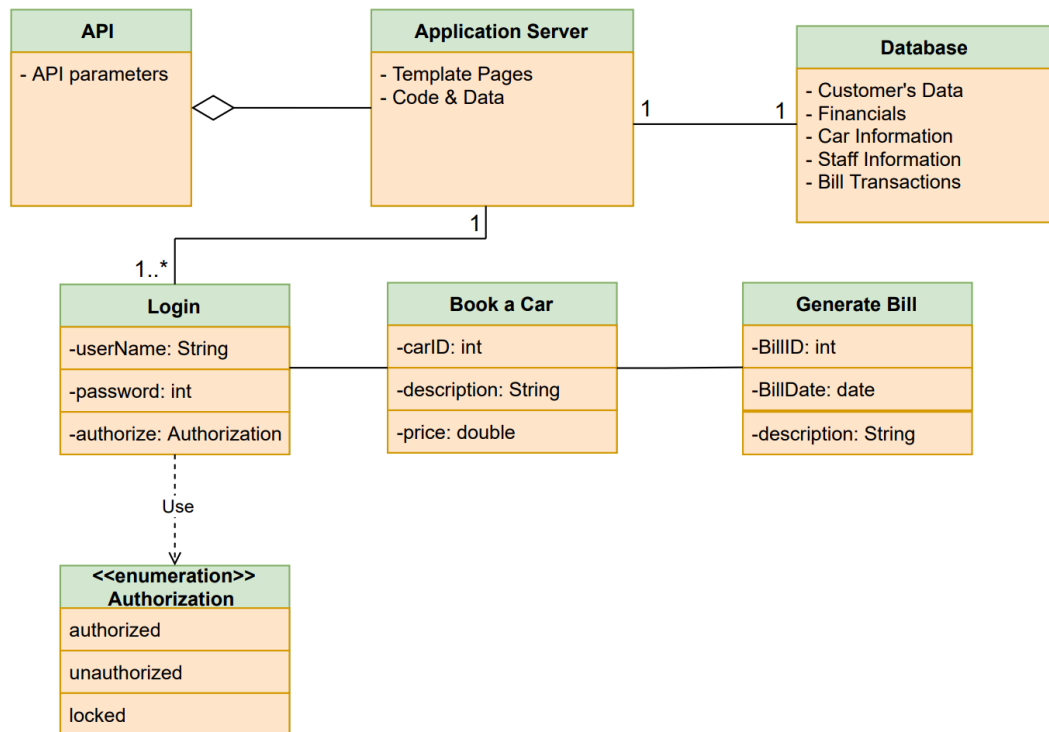 API
- API parameters
Application Server
- Template Pages
- Code & Data
1
1
Database
- Customer's Data
- Financials
- Car Information
- Staff Information
- Bill Transactions
1
1..*
Login
-userName: String
-password: int
-authorize: Authorization
Book a Car
-carID: int
-description: String
-price: double
Generate Bill
-BillID: int
-BillDate: date
-description: String
Use
<<enumeration>>
Authorization
authorized
unauthorized
locked